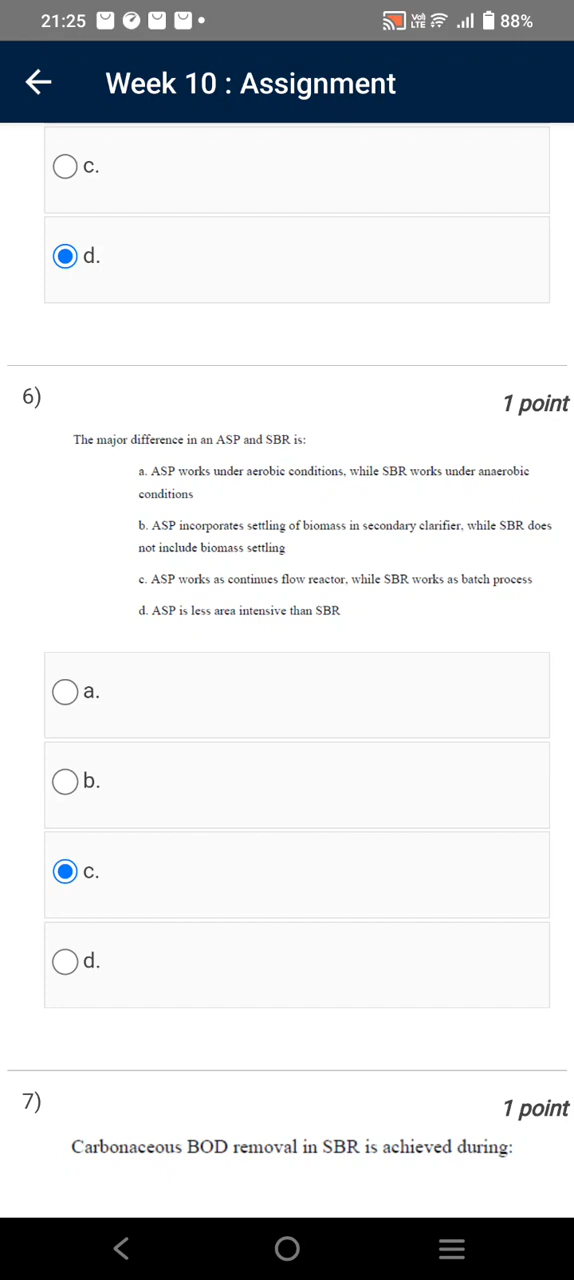 21:25 VoD LTE 88%
Week 10 : Assignment
c.
d.
6)
1 point
The major difference in an ASP and SBR is:
a. ASP works under aerobic conditions, while SBR works under anaerobic
conditions
b. ASP incorporates settling of biomass in secondary clarifier, while SBR does
not include biomass settling
c. ASP works as continues flow reactor, while SBR works as batch process
d. ASP is less area intensive than SBR
a.
b.
c.
d.
7)
1 point
Carbonaceous BOD removal in SBR is achieved during: